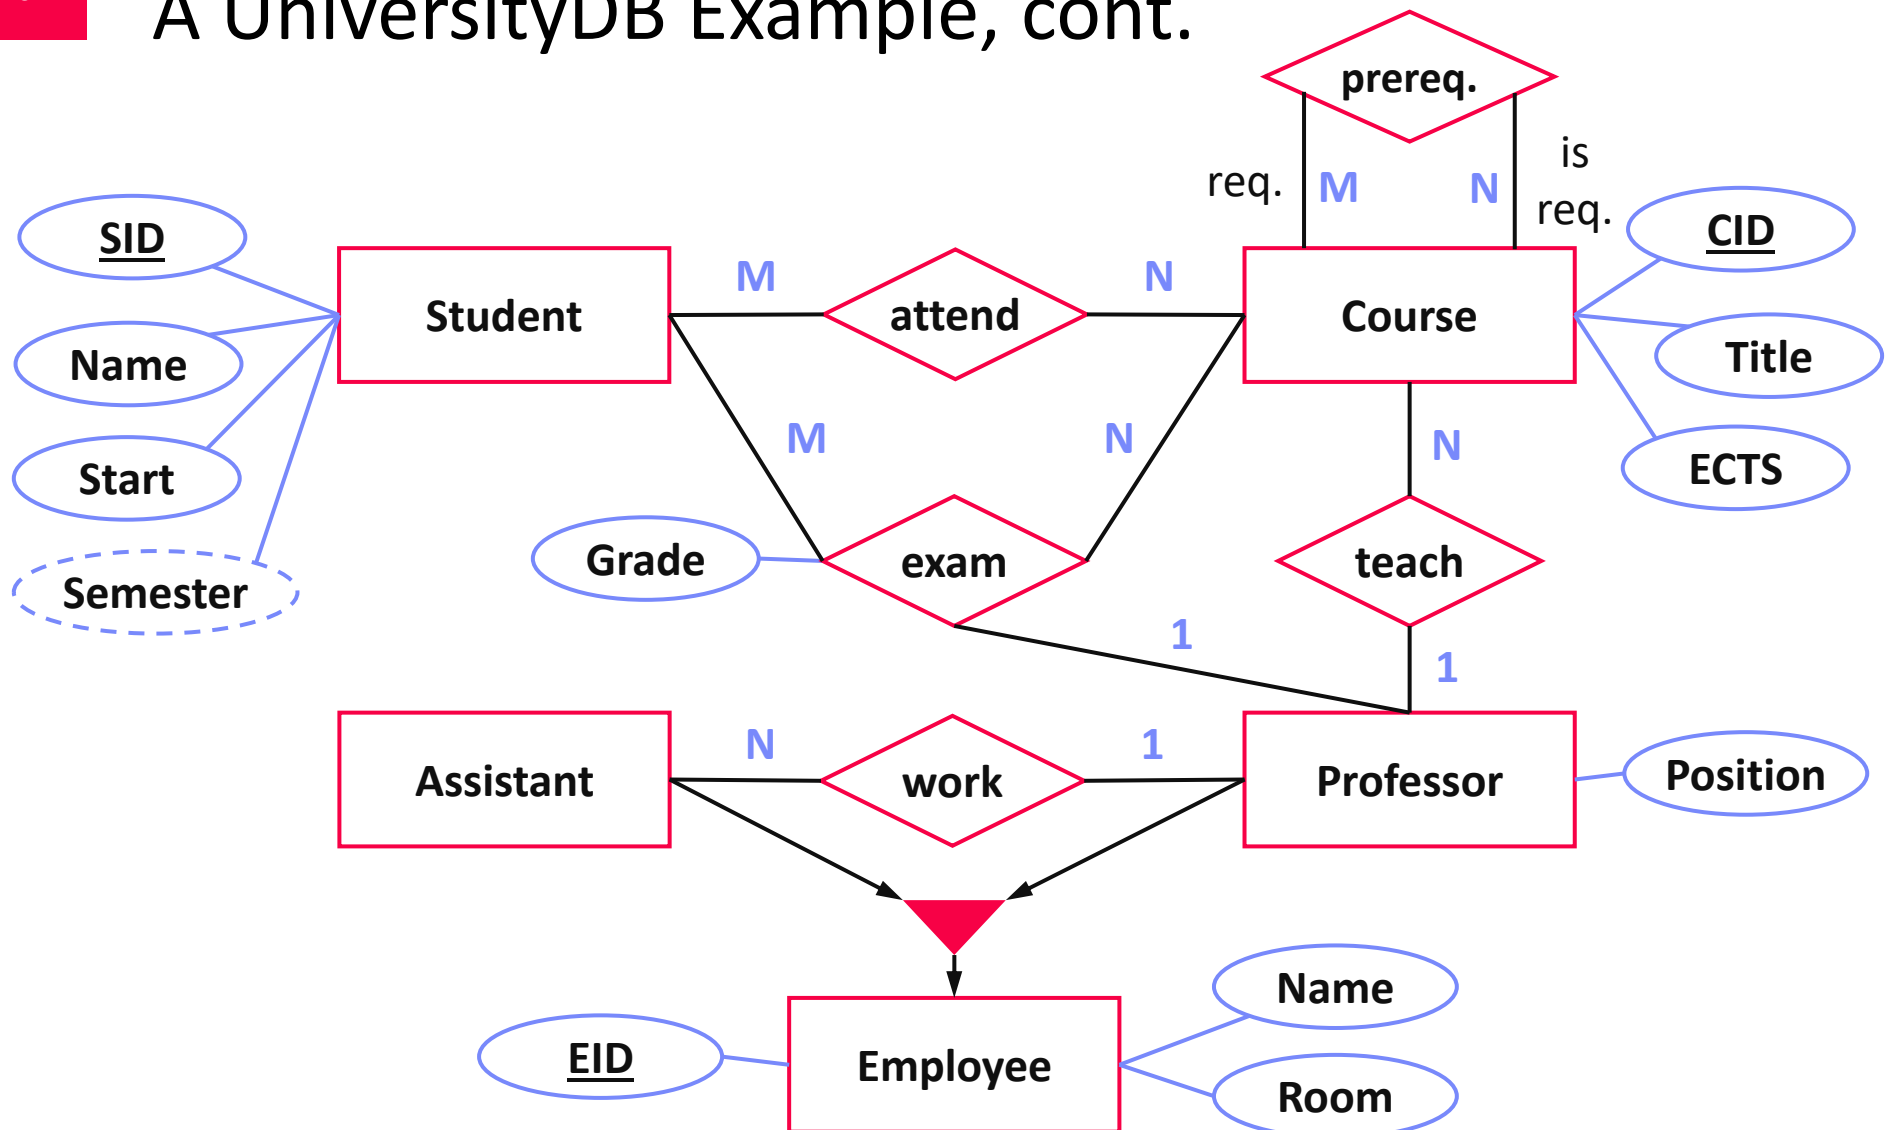 A UniversityDB Example, cont.
prereq.
req.
M
N
is
req.
SID
CID
Student
M
attend
N
Course
Name
Title
M
N
N
Start
ECTS
Grade
exam
teach
Semester
1
1
Assistant
N
work
1
Professor
Position
Name
EID
Employee
Room